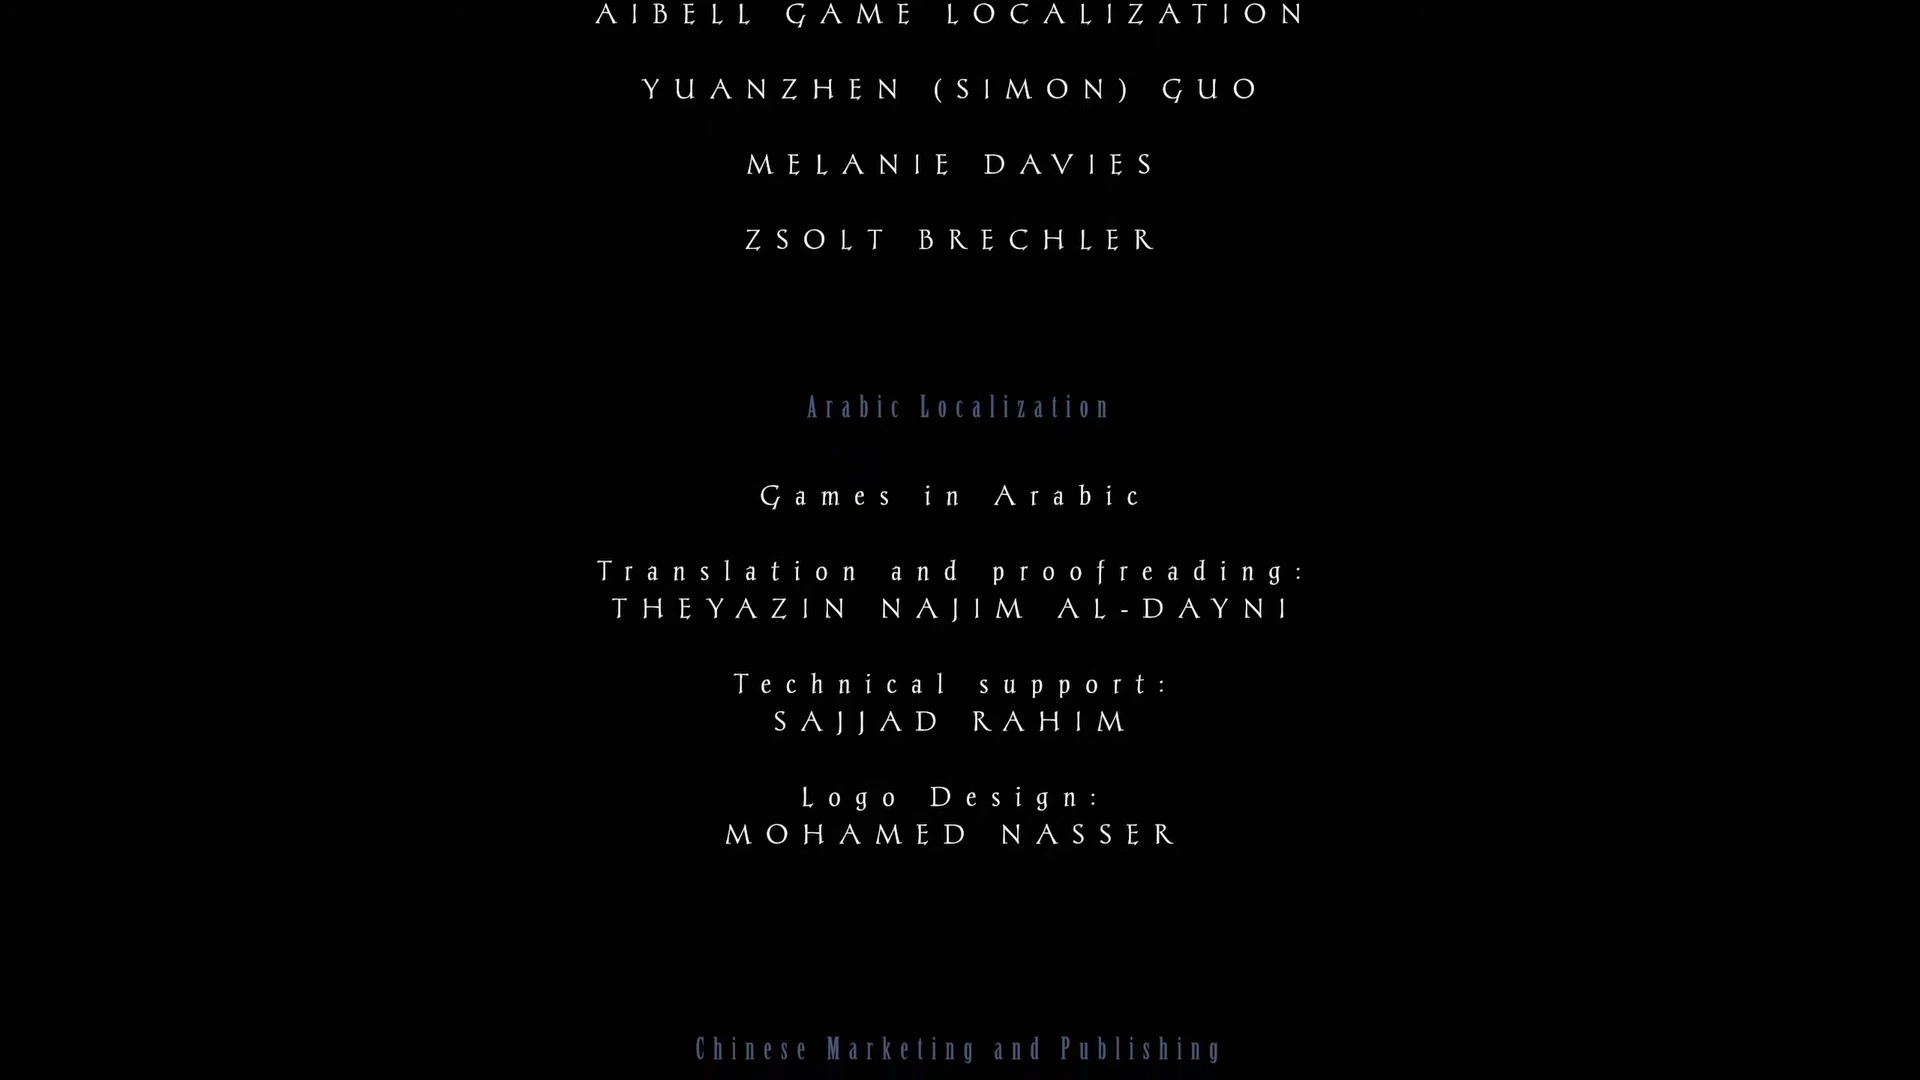 AIBELL GAME LOCALIZATION
YUANZHEN (SIMON) GUO
MELANIE DAVIES
ZSOLT BRECHLER
Arabic Localization
Games in Arabic
Translation and proofreading:
THEYAZIN NAJIM AL-DAYNI
Technical support:
SAJJAD RAHIM
Logo Design:
MOHAMED NASSER
Chinese Marketing and Publishing